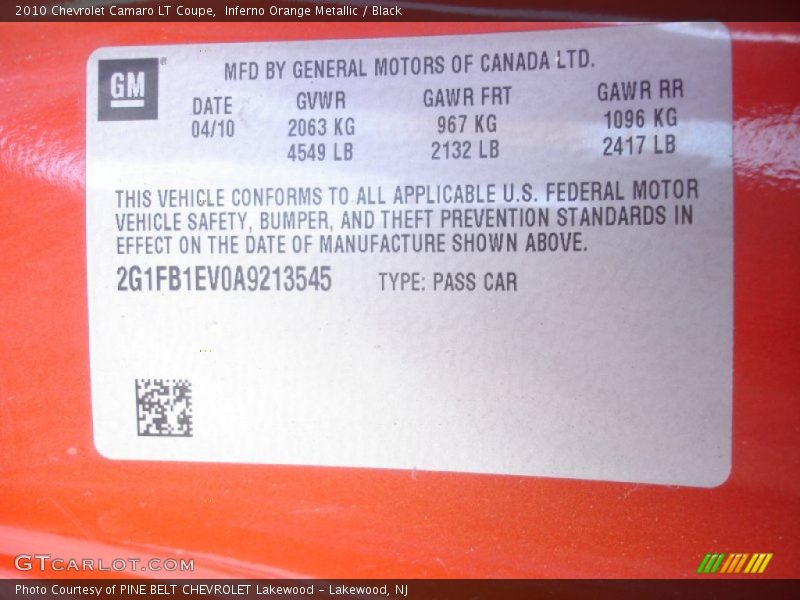 2010 Chevrolet Camaro LT Coupe, Inferno Orange Metallic / Black
GM ®
MFD BY GENERAL MOTORS OF CANADA LTD.
DATE GVWR GAWR FRT GAWR RR
04/10 2063 KG 967 KG 1096 KG
4549 LB 2132 LB 2417 LB
THIS VEHICLE CONFORMS TO ALL APPLICABLE U.S. FEDERAL MOTOR
VEHICLE SAFETY, BUMPER, AND THEFT PREVENTION STANDARDS IN
EFFECT ON THE DATE OF MANUFACTURE SHOWN ABOVE.
2G1FB1EV0A9213545 TYPE: PASS CAR
GTCARLOT.COM
Photo Courtesy of PINE BELT CHEVROLET Lakewood - Lakewood, NJ